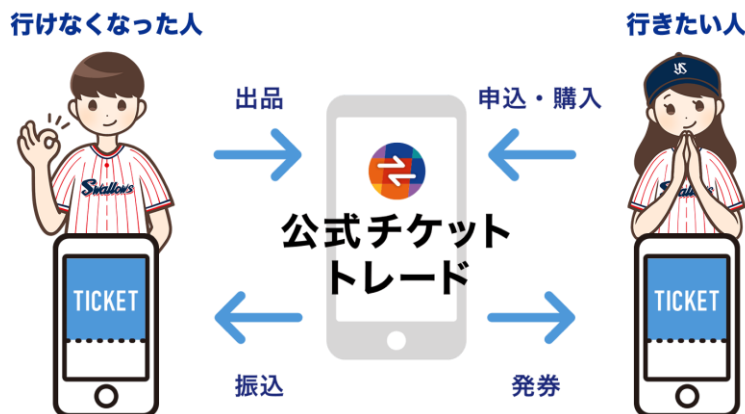 行けなくなった人
行きたい人
出品
申込・購入
YS
Swallows
Swallows
公式チケット
トレード
TICKET
TICKET
振込
発券